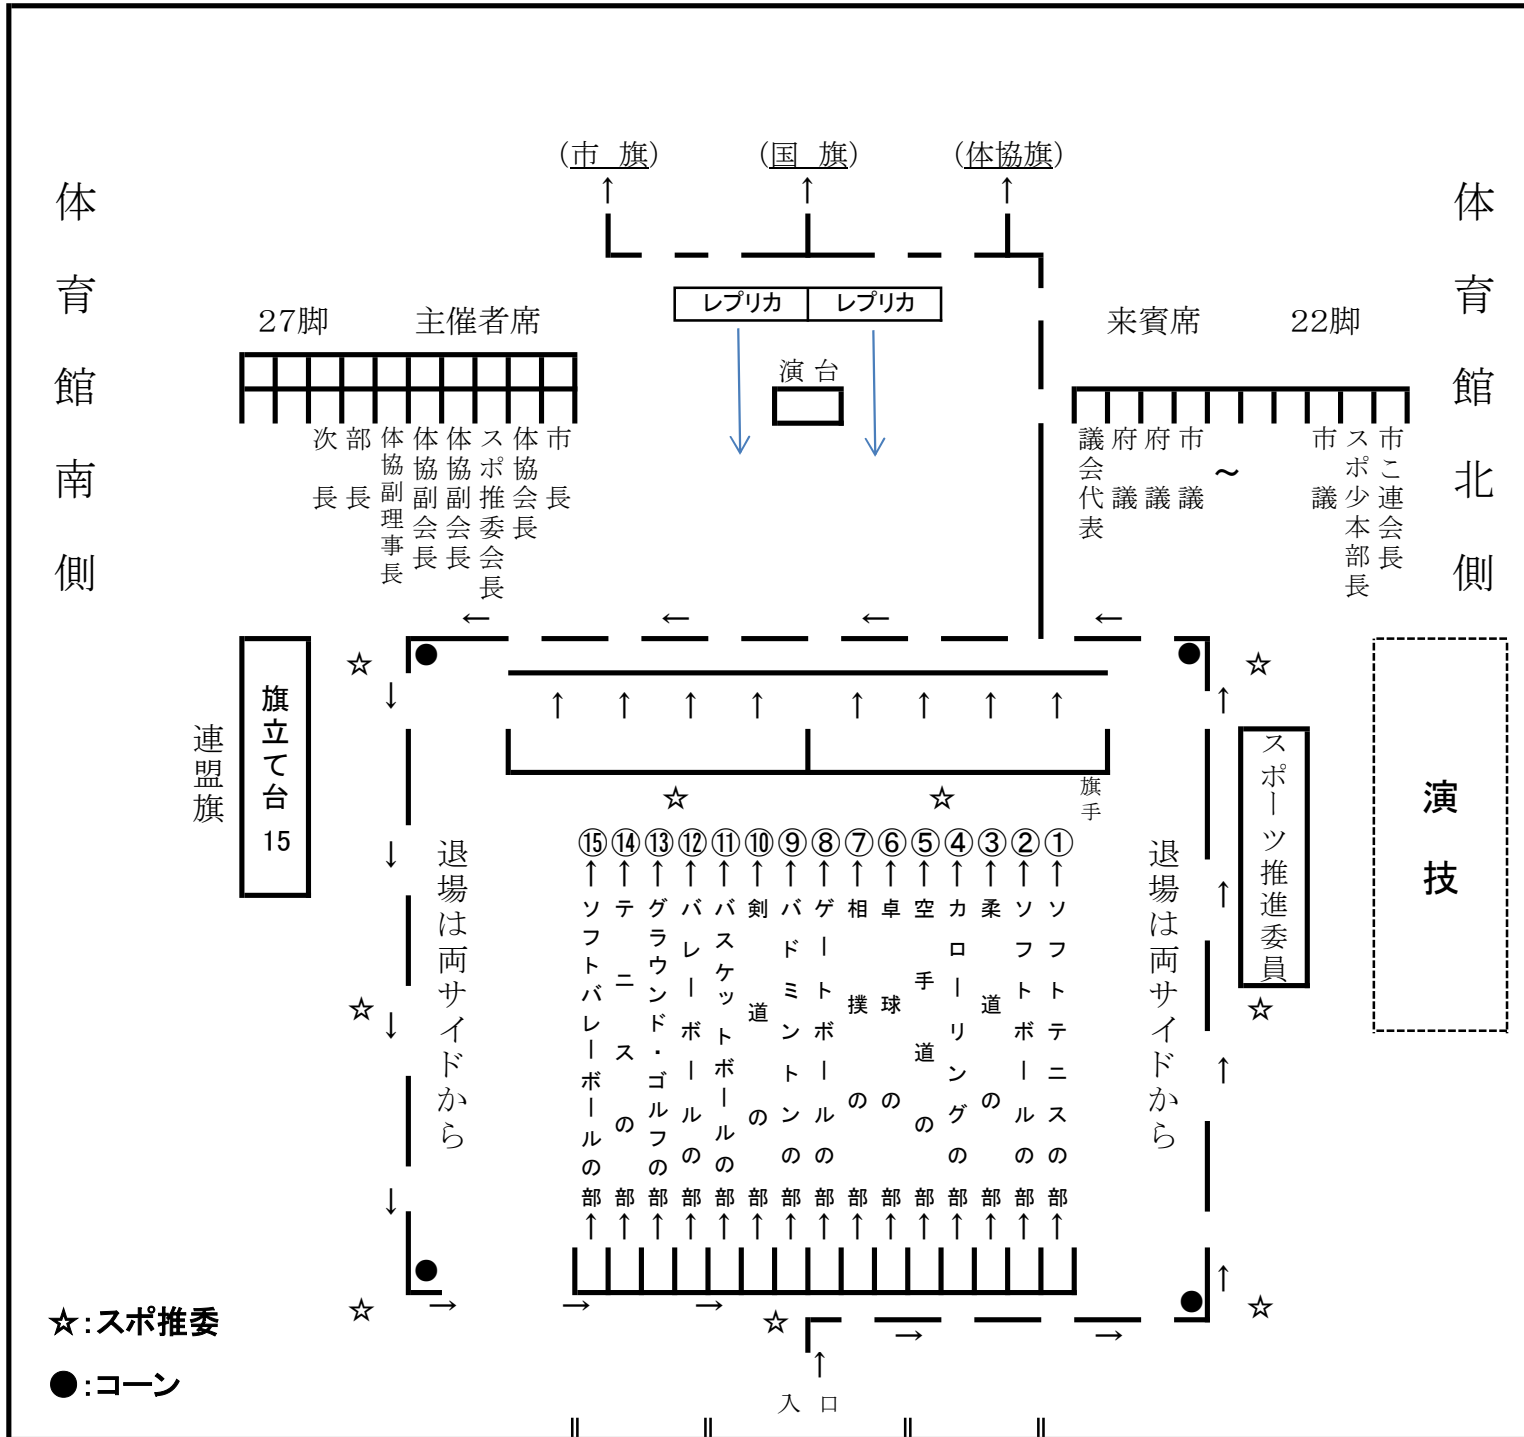 (市 旗)
(国 旗)
(体協旗)
体育館南側
体育館北側
27脚
主催者席
レプリカ
レプリカ
来賓席
22脚
演台
次長
部長
体協副理事長
体協副会長
体協副会長
スポ推委会長
体協会長
市長
議会代表
府議
府議
市議
~
市議
スポ少本部長
市こ連会長
← ← ← ←
連盟旗
旗立て台
15
☆
☆
↑ ↑ ↑ ↑ ↑ ↑ ↑ ↑
☆
☆
旗手
スポーツ推進委員
演技
退場は両サイドから
退場は両サイドから
⑮←ソフトバレーボールの部←
⑭←テニスの部←
⑬←グラウンド・ゴルフの部←
⑫←バレーボールの部←
⑪←バスケットボールの部←
⑩←剣道の部←
⑨←バドミントンの部←
⑧←ゲートボールの部←
⑦←相撲の部←
⑥←卓球の部←
⑤←空手道の部←
④←カローリングの部←
③←柔道の部←
②←ソフトボールの部←
①←ソフトテニスの部←
☆
☆
☆
→ → →
☆
→ →
☆
↑
入口
☆:スポ推委
●:コーン